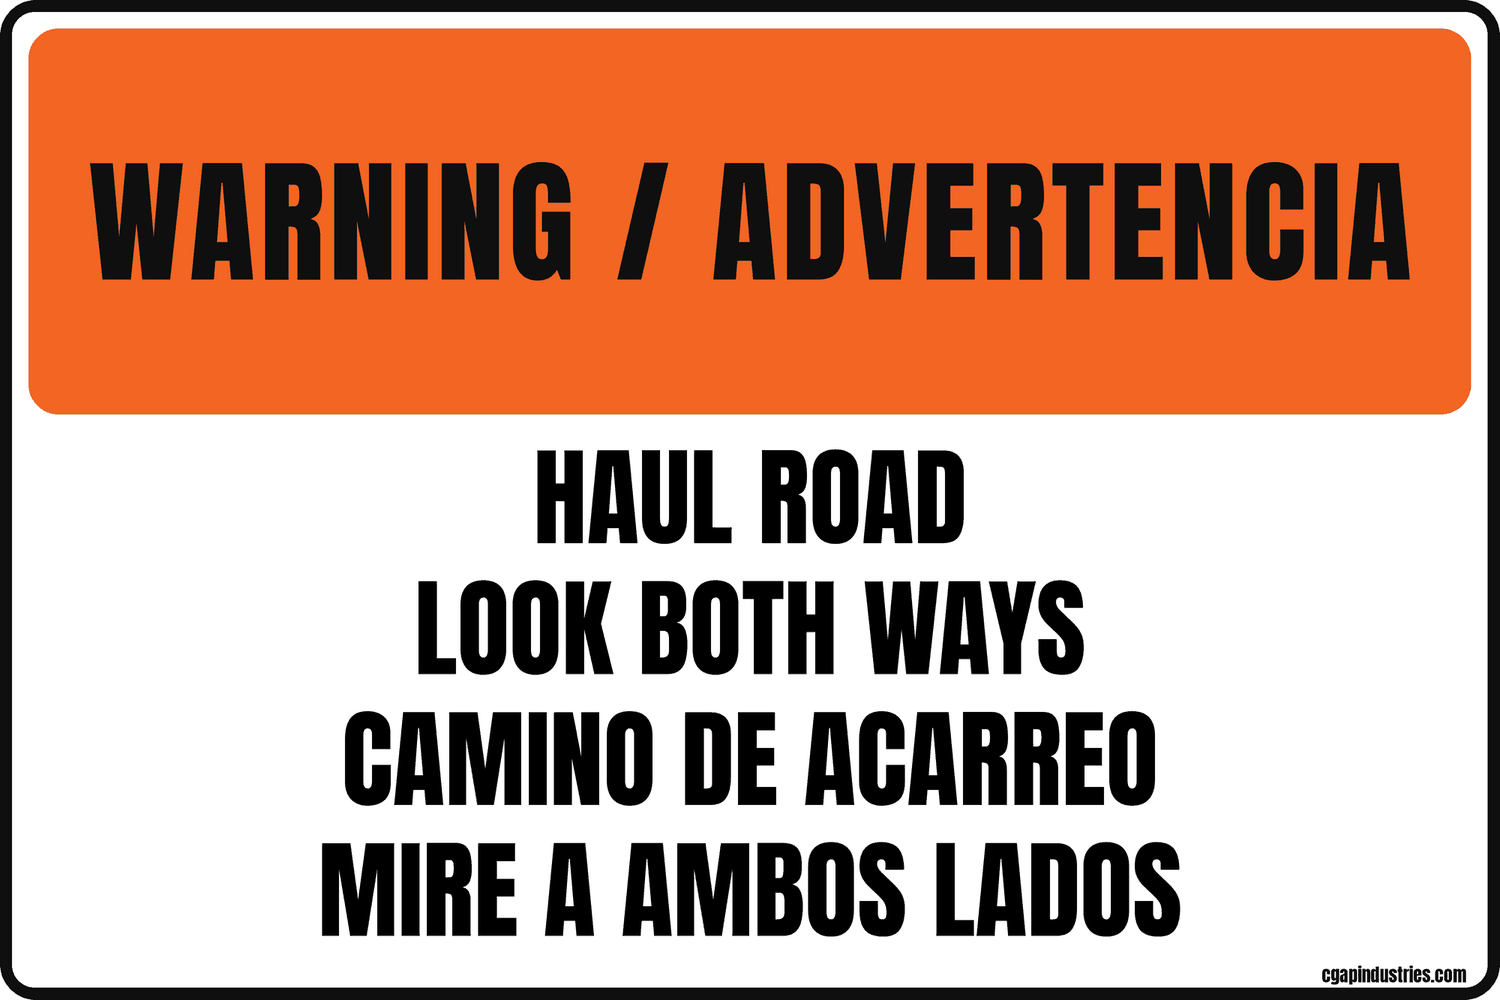 WARNING / ADVERTENCIA
HAUL ROAD
LOOK BOTH WAYS
CAMINO DE ACARREO
MIRE A AMBOS LADOS
cgapindustries.com